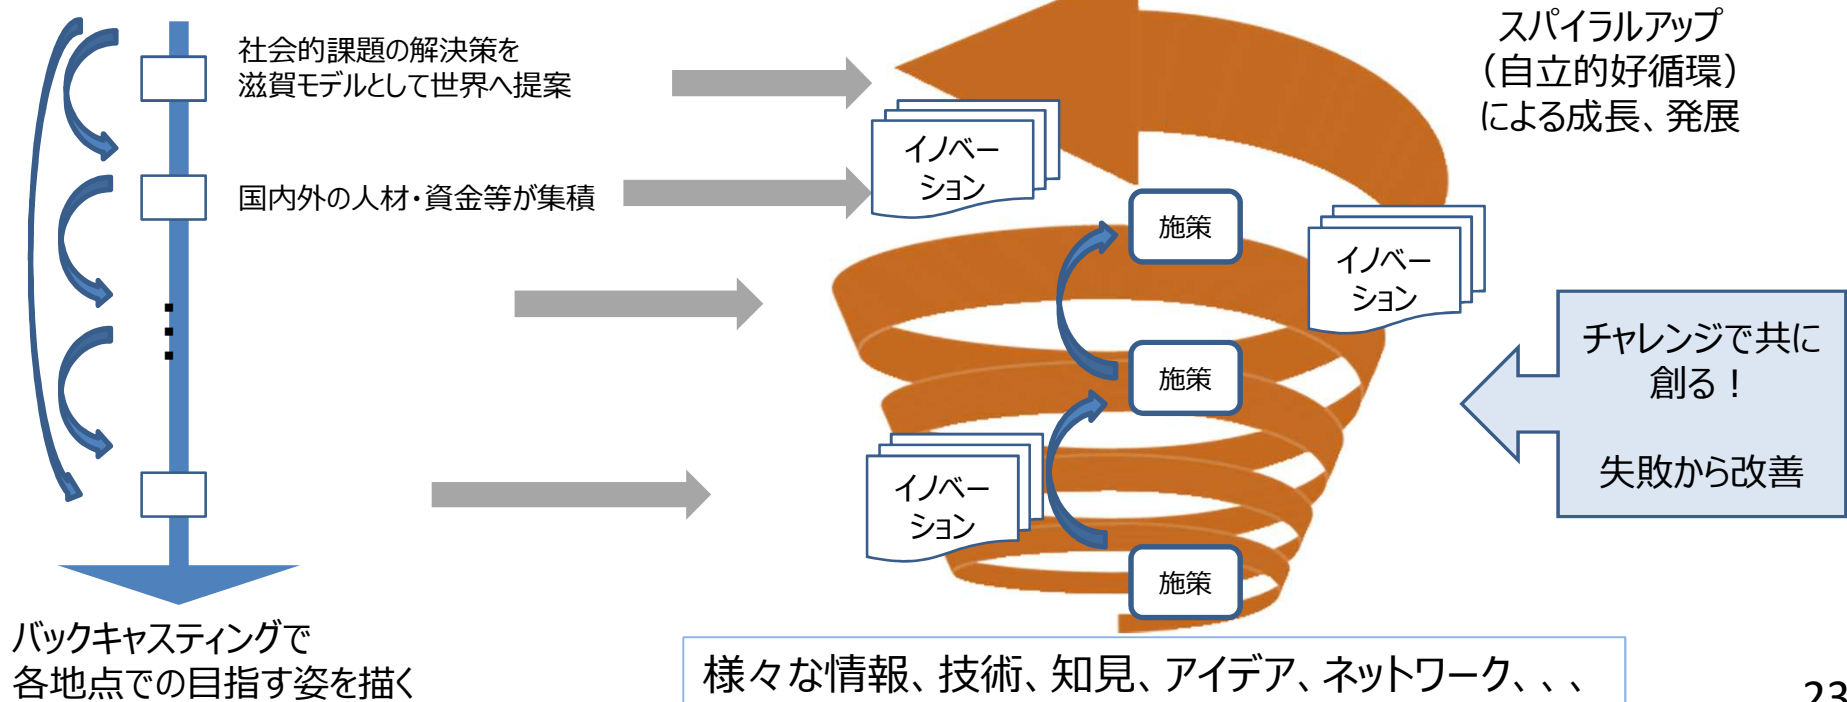 社会的課題の解決策を
滋賀モデルとして世界へ提案
国内外の人材・資金等が集積
バックキャスティングで
各地点での目指す姿を描く
スパイラルアップ
（自立的好循環）
による成長、発展
イノベー
ション
施策
イノベー
ション
施策
イノベー
ション
施策
チャレンジで共に
創る！
失敗から改善
様々な情報、技術、知見、アイデア、ネットワーク、、、
23